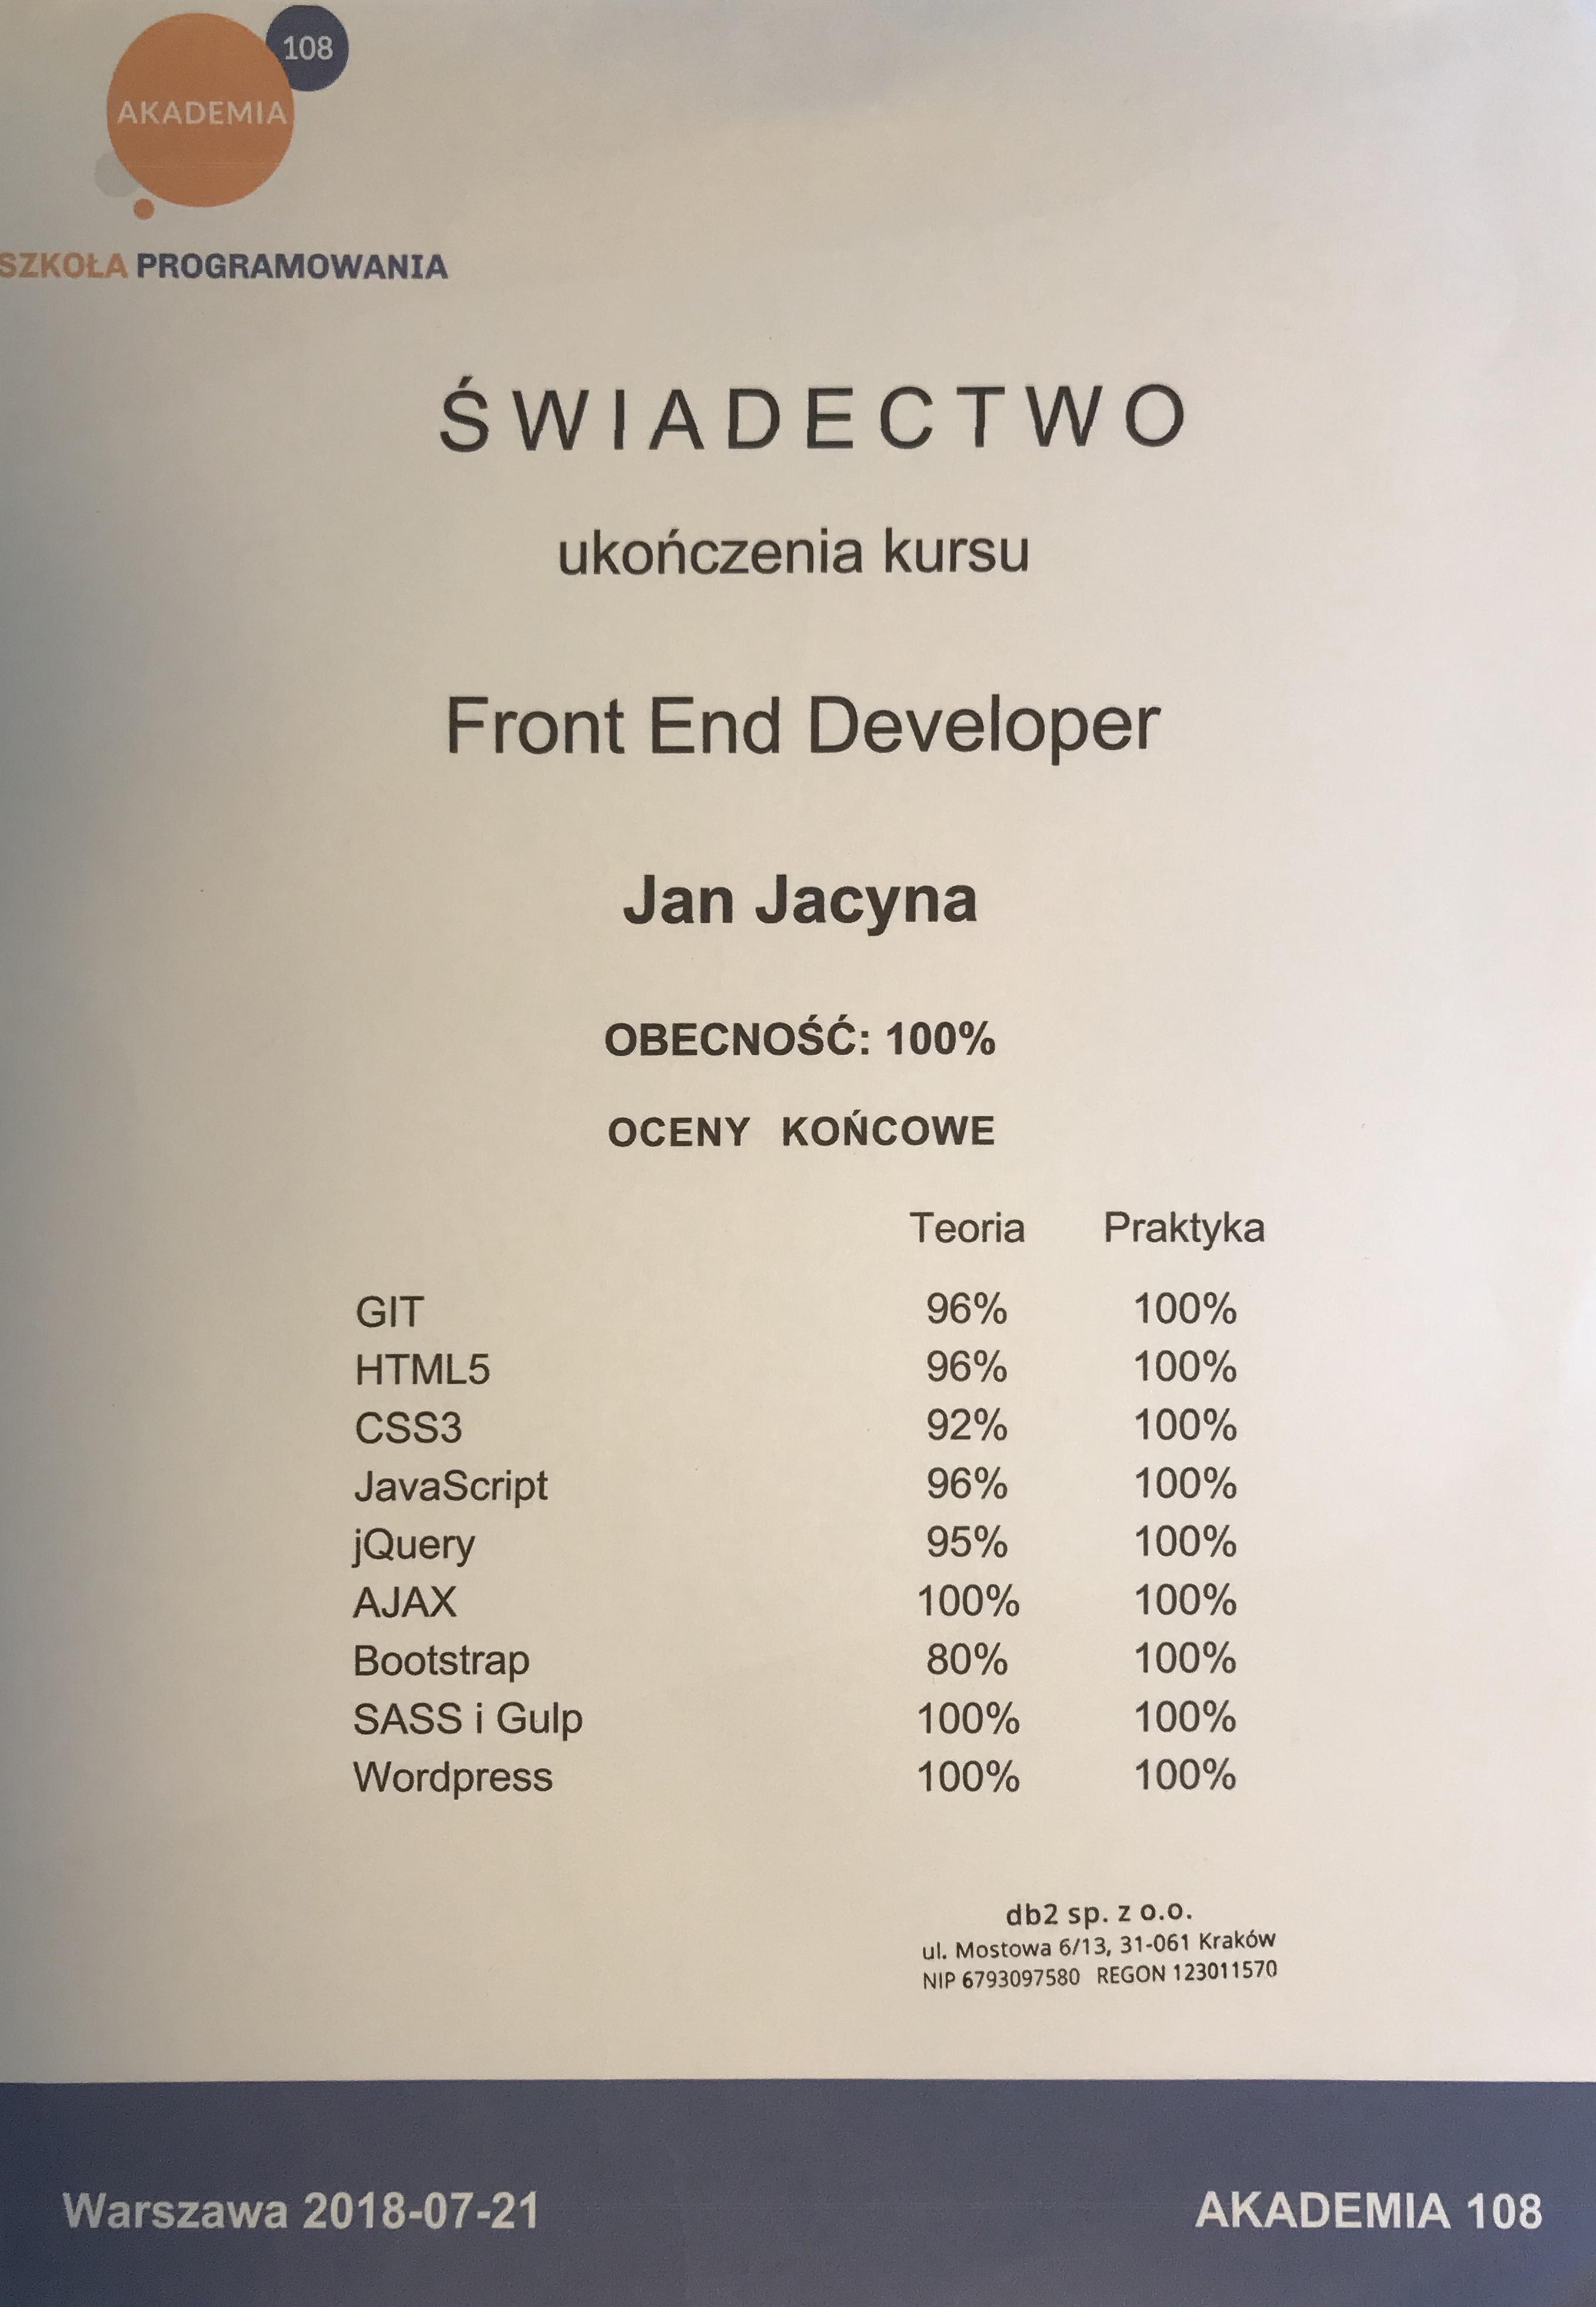 108
AKADEMIA
SZKOŁA PROGRAMOWANIA
ŚWIADECTWO
ukończenia kursu
Front End Developer
Jan Jacyna
OBECNOŚĆ: 100%
OCENY KOŃCOWE
Teoria Praktyka
GIT 96% 100%
HTML5 96% 100%
CSS3 92% 100%
JavaScript 96% 100%
jQuery 95% 100%
AJAX 100% 100%
Bootstrap 80% 100%
SASS i Gulp 100% 100%
Wordpress 100% 100%
db2 sp. z o.o.
ul. Mostowa 6/13, 31-061 Kraków
NIP 6793097580 REGON 123011570
Warszawa 2018-07-21 AKADEMIA 108